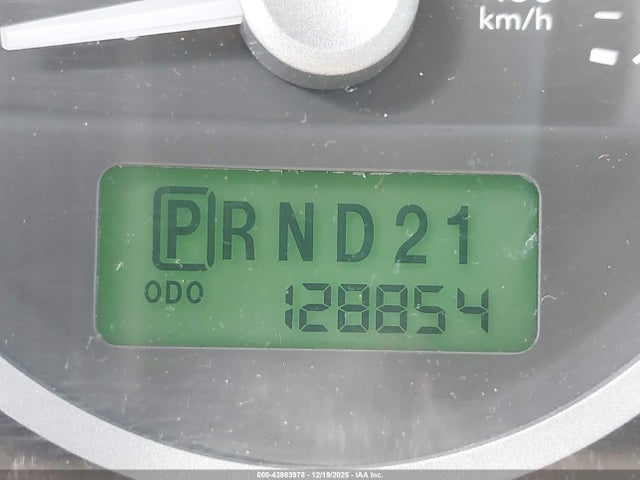 km/h
PRND21
ODO 128854
000-43983978 - 12/19/2025 - IAA Inc.